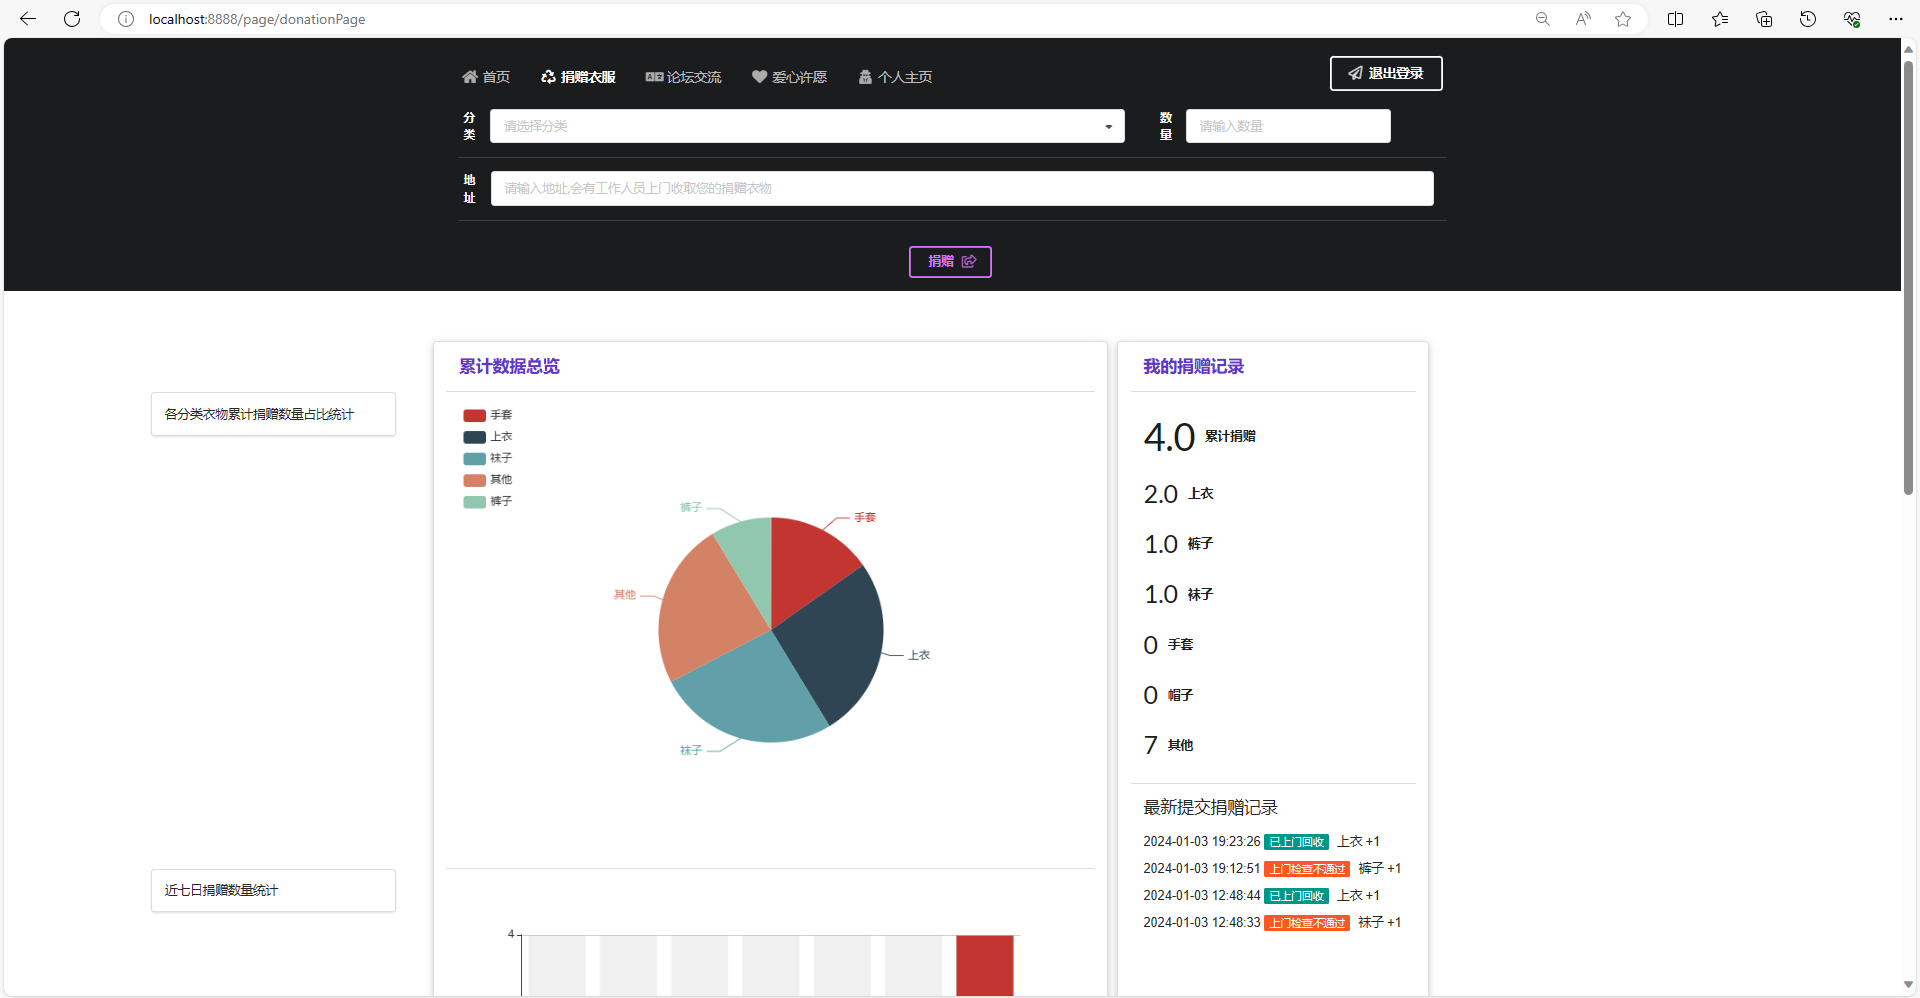 localhost:8888/page/donationPage
首页 捐赠衣服 论坛交流 爱心许愿 个人主页 退出登录
分类 请选择分类 数量 请输入数量
地址 请输入地址,会有工作人员上门收取您的捐赠衣物
捐赠
各分类衣物累计捐赠数量占比统计
近七日捐赠数量统计
累计数据总览
手套
上衣
袜子
其他
裤子
裤子
手套
其他
上衣
袜子
4
我的捐赠记录
4.0 累计捐赠
2.0 上衣
1.0 裤子
1.0 袜子
0 手套
0 帽子
7 其他
最新提交捐赠记录
2024-01-03 19:23:26 已上门回收 上衣 +1
2024-01-03 19:12:51 上门检查不通过 裤子 +1
2024-01-03 12:48:44 已上门回收 上衣 +1
2024-01-03 12:48:33 上门检查不通过 袜子 +1